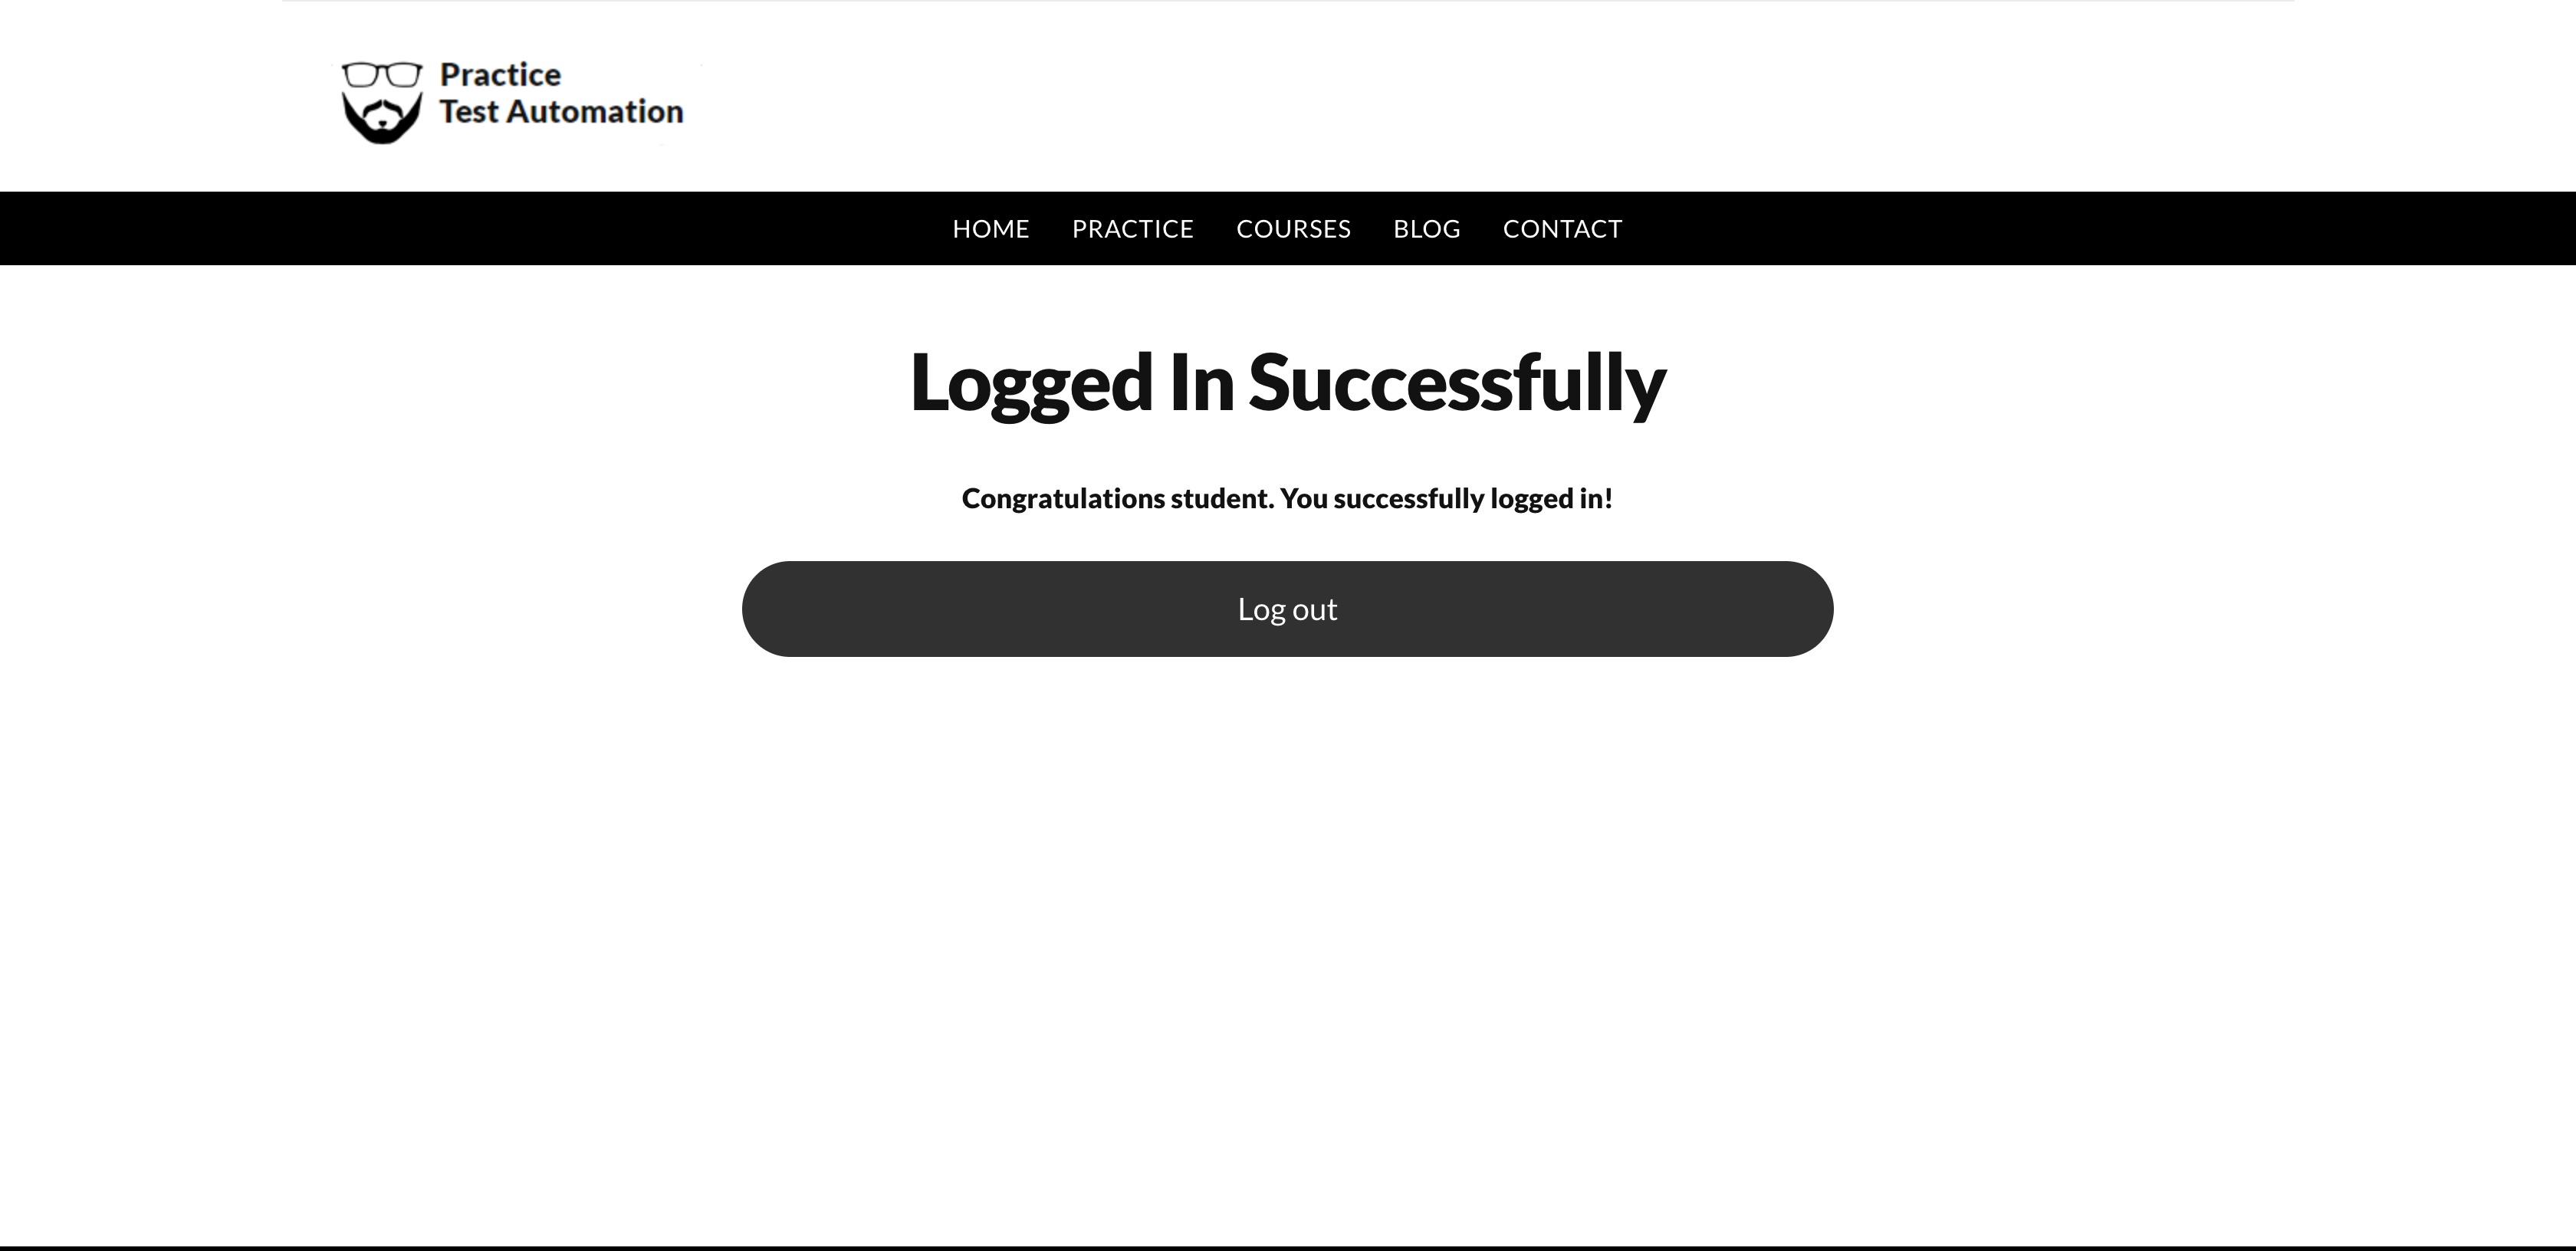 Practice
Test Automation
HOME PRACTICE COURSES BLOG CONTACT
Logged In Successfully
Congratulations student. You successfully logged in!
Log out